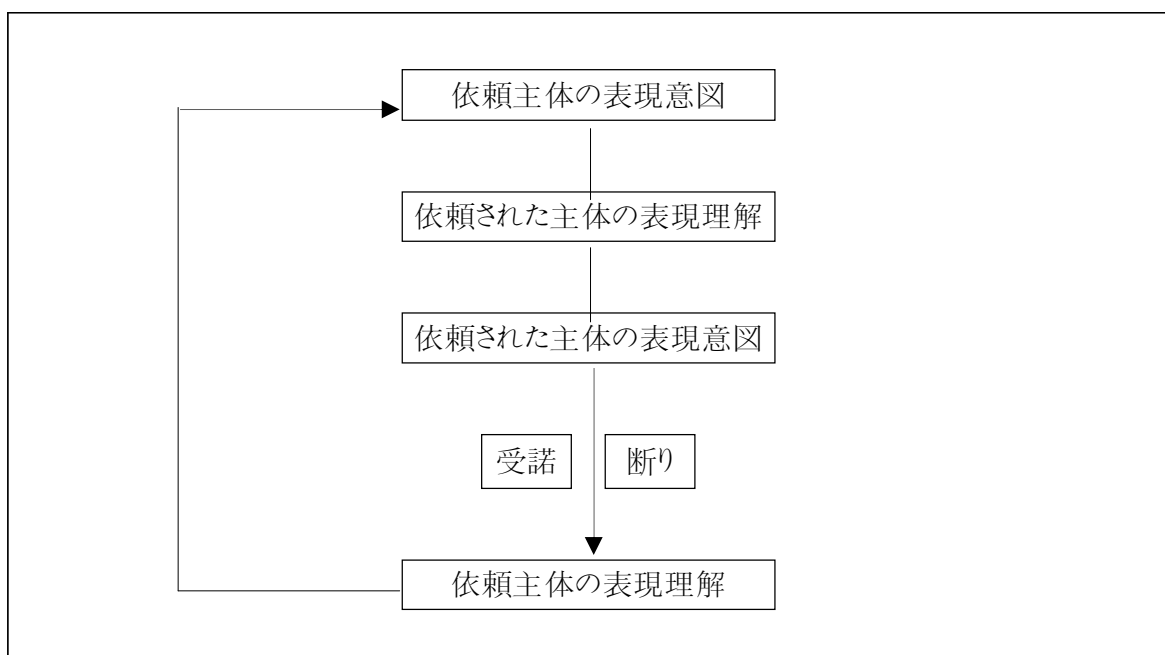 依頼主体の表現意図
依頼された主体の表現理解
依頼された主体の表現意図
受諾
断り
依頼主体の表現理解